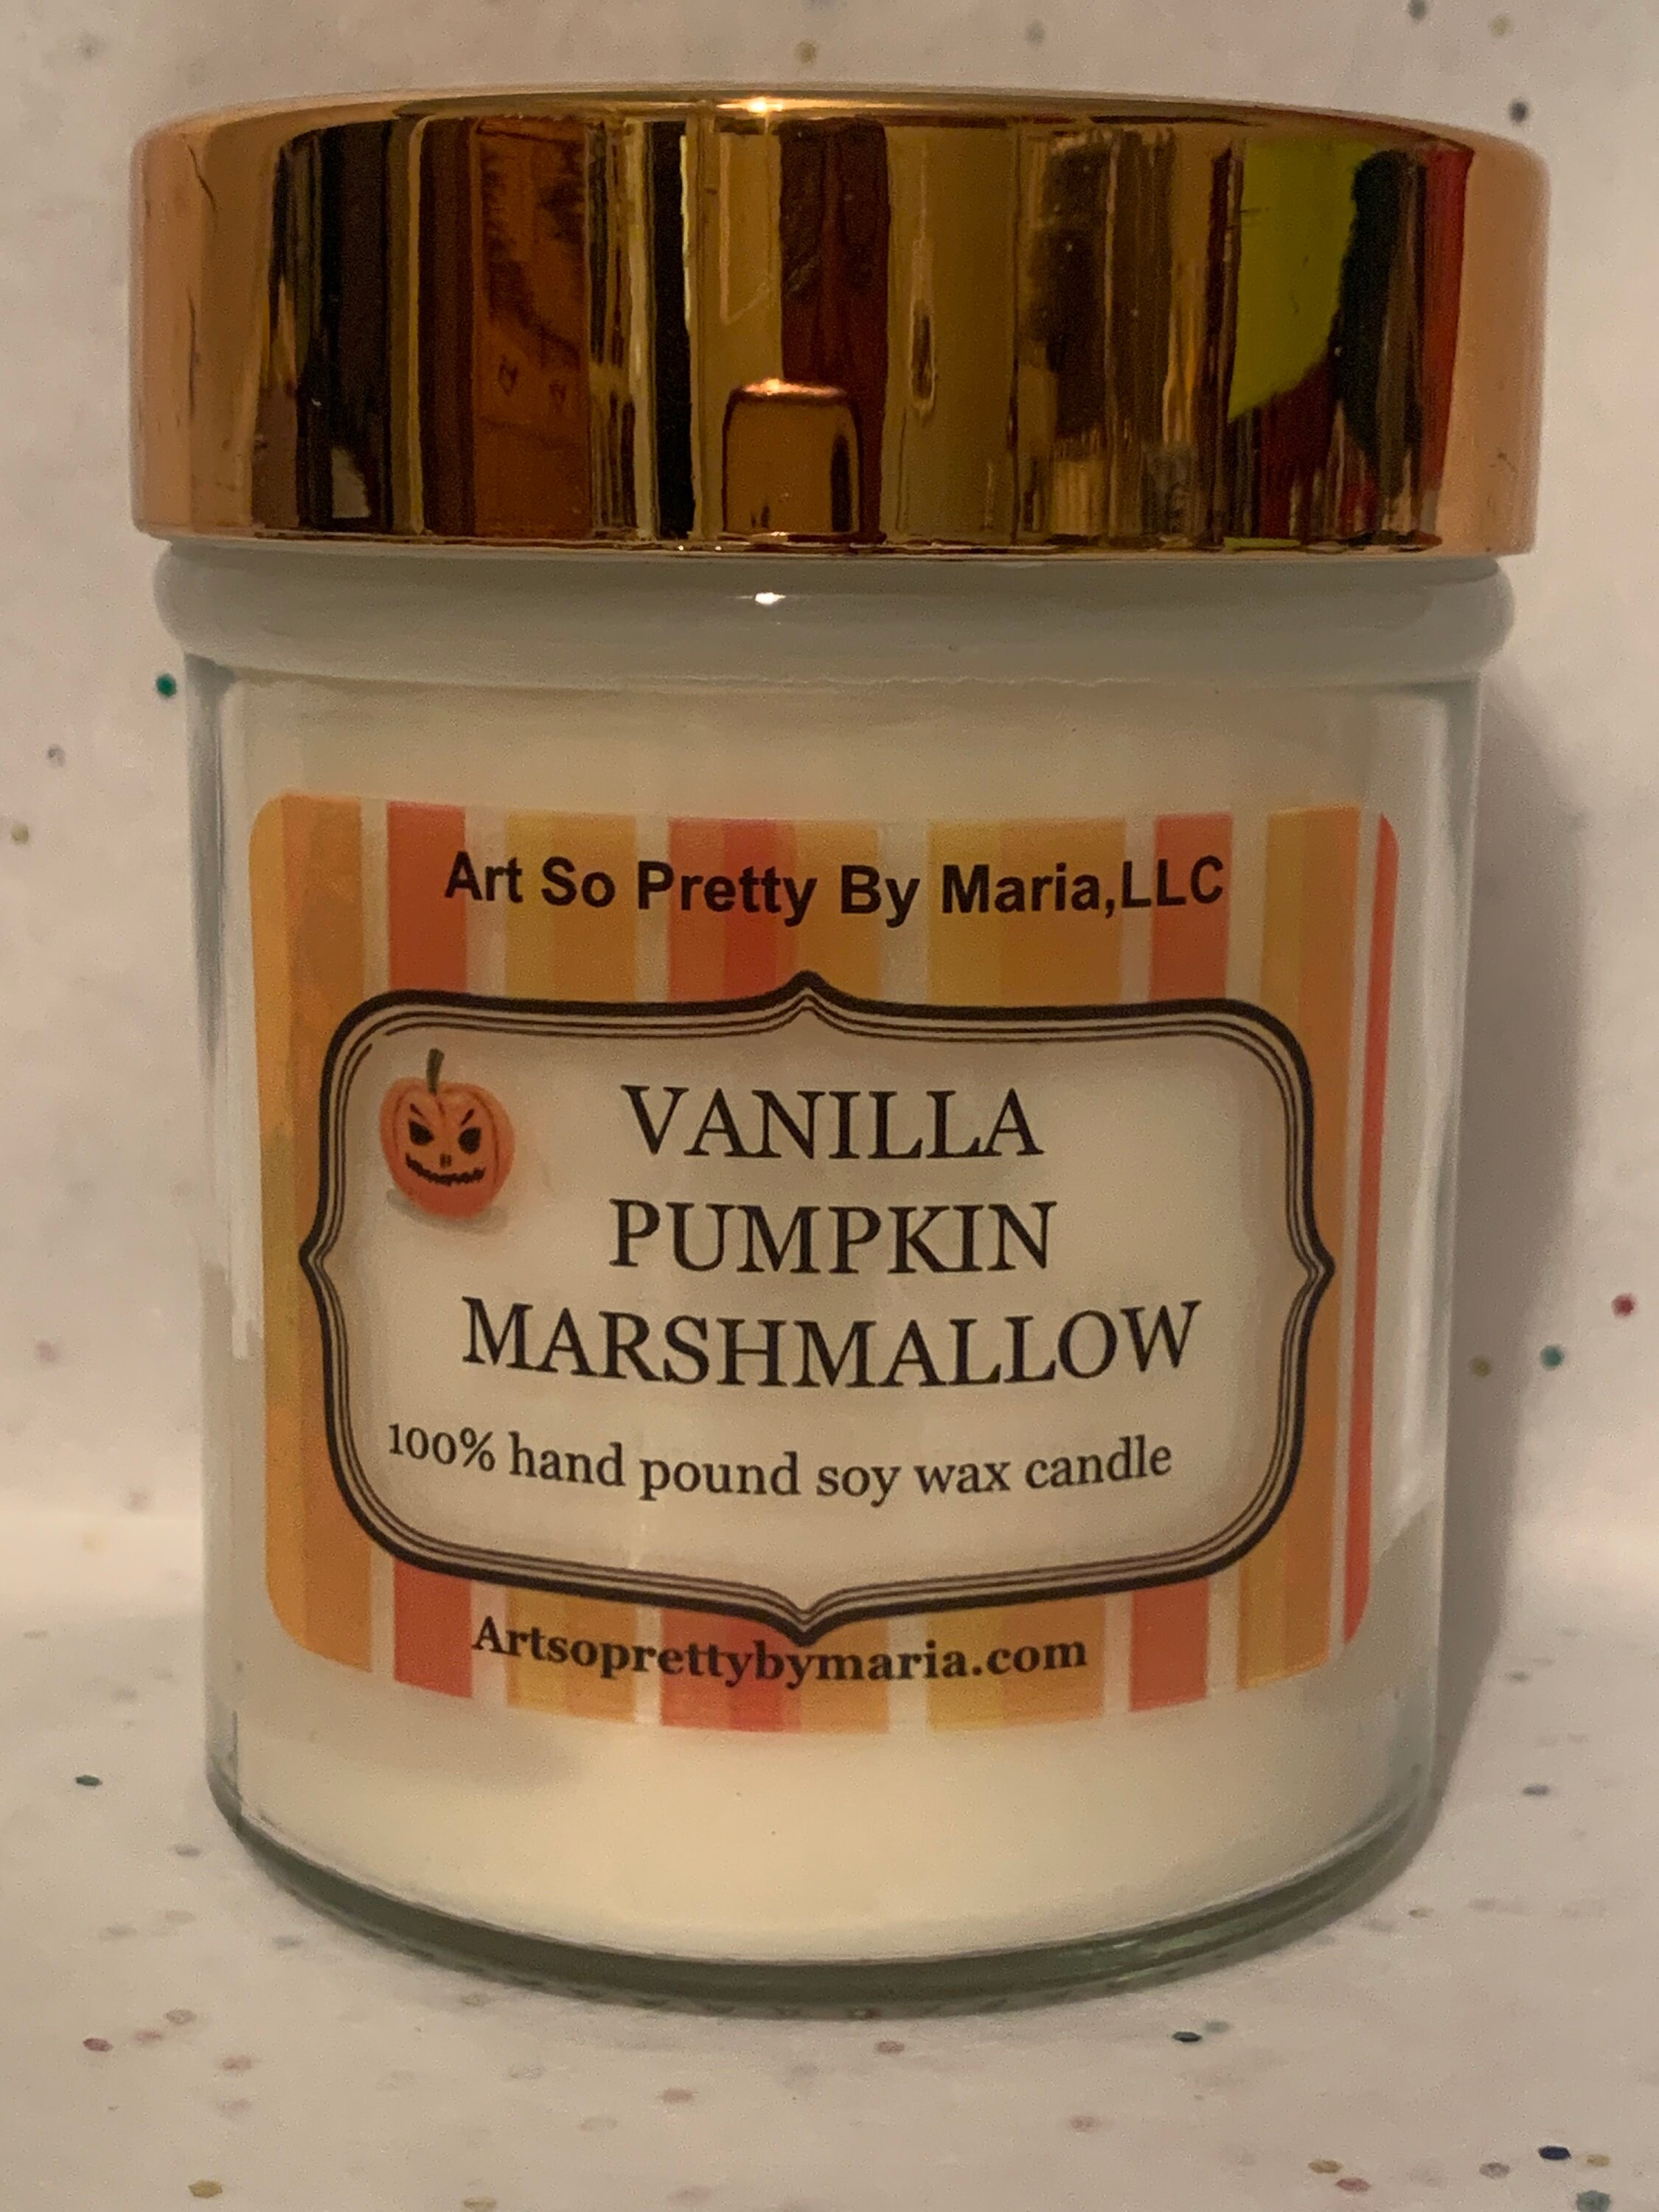 Art So Pretty By Maria,LLC
VANILLA
PUMPKIN
MARSHMALLOW
100% hand pound soy wax candle
Artsoprettybymaria.com